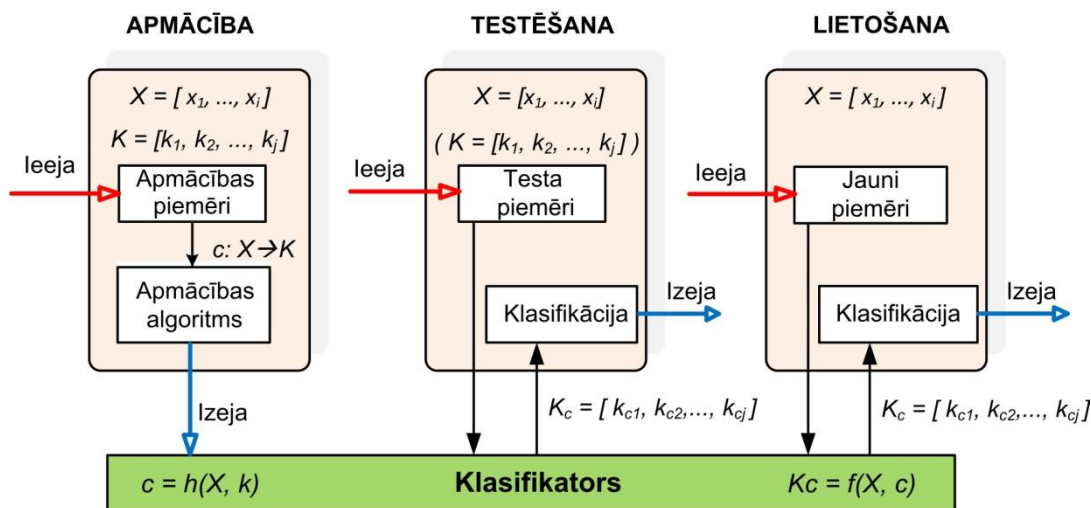 APMĀCĪBA
X = [ x1, ..., xi]
K = [k1, k2, ..., kj]
Ieeja
Apmācības
piemēri
c: X→K
Apmācības
algoritms
Izeja
TESTĒŠANA
X = [x1, ..., xi]
( K = [k1, k2, ..., kj] )
Ieeja
Testa
piemēri
Klasifikācija
Izeja
Kc = [ kc1, kc2,..., kcj]
LIETOŠANA
X = [ x1, ..., xi]
Ieeja
Jauni
piemēri
Klasifikācija
Izeja
Kc = [ kc1, kc2,..., kcj]
c = h(X, k)
Klasifikators
Kc = f(X, c)